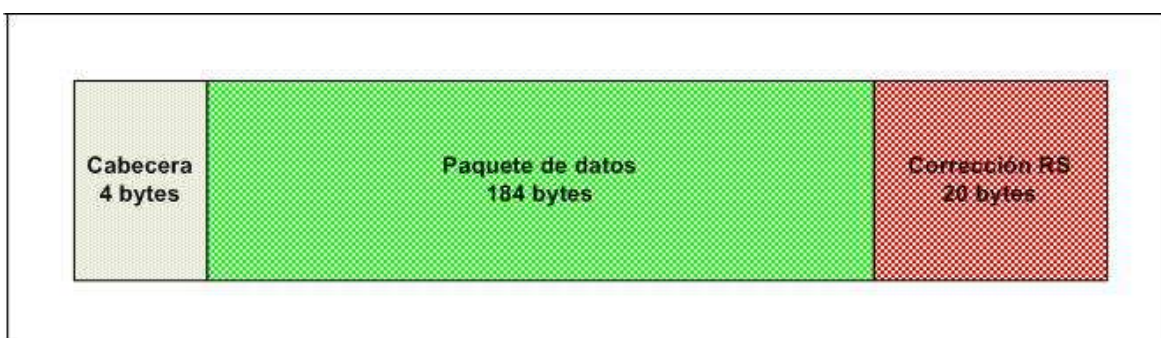 Cabecera
4 bytes
Paquete de datos
184 bytes
Corrección RS
20 bytes